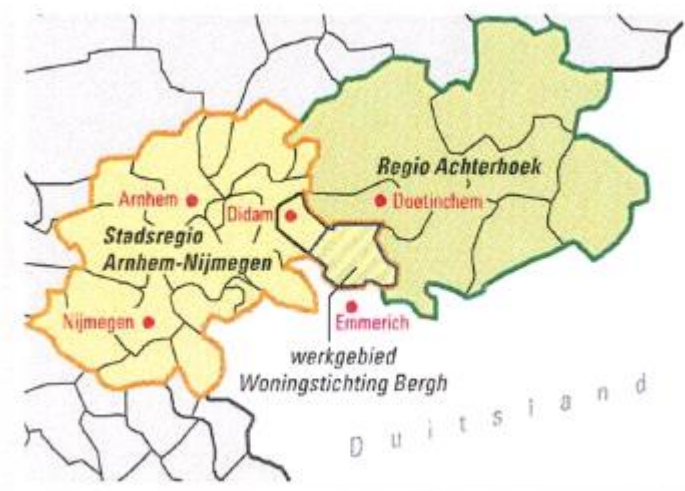 Regio Achterhoek
Arnhem
Doetinchem
Didam
Stadsregio
Arnhem-Nijmegen
Nijmegen
Emmerich
werkgebied
Woningstichting Bergh
Duitsland